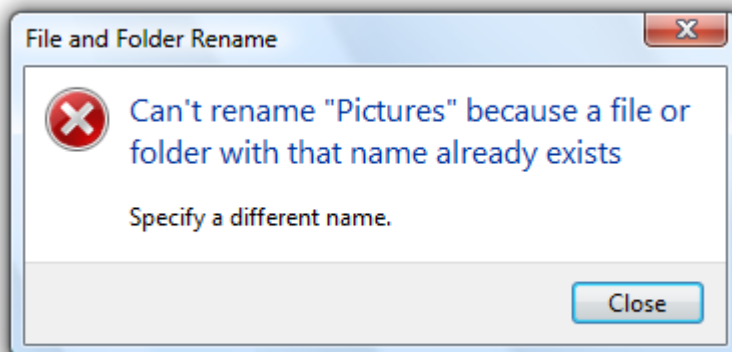 File and Folder Rename
Can't rename "Pictures" because a file or
folder with that name already exists
Specify a different name.
Close